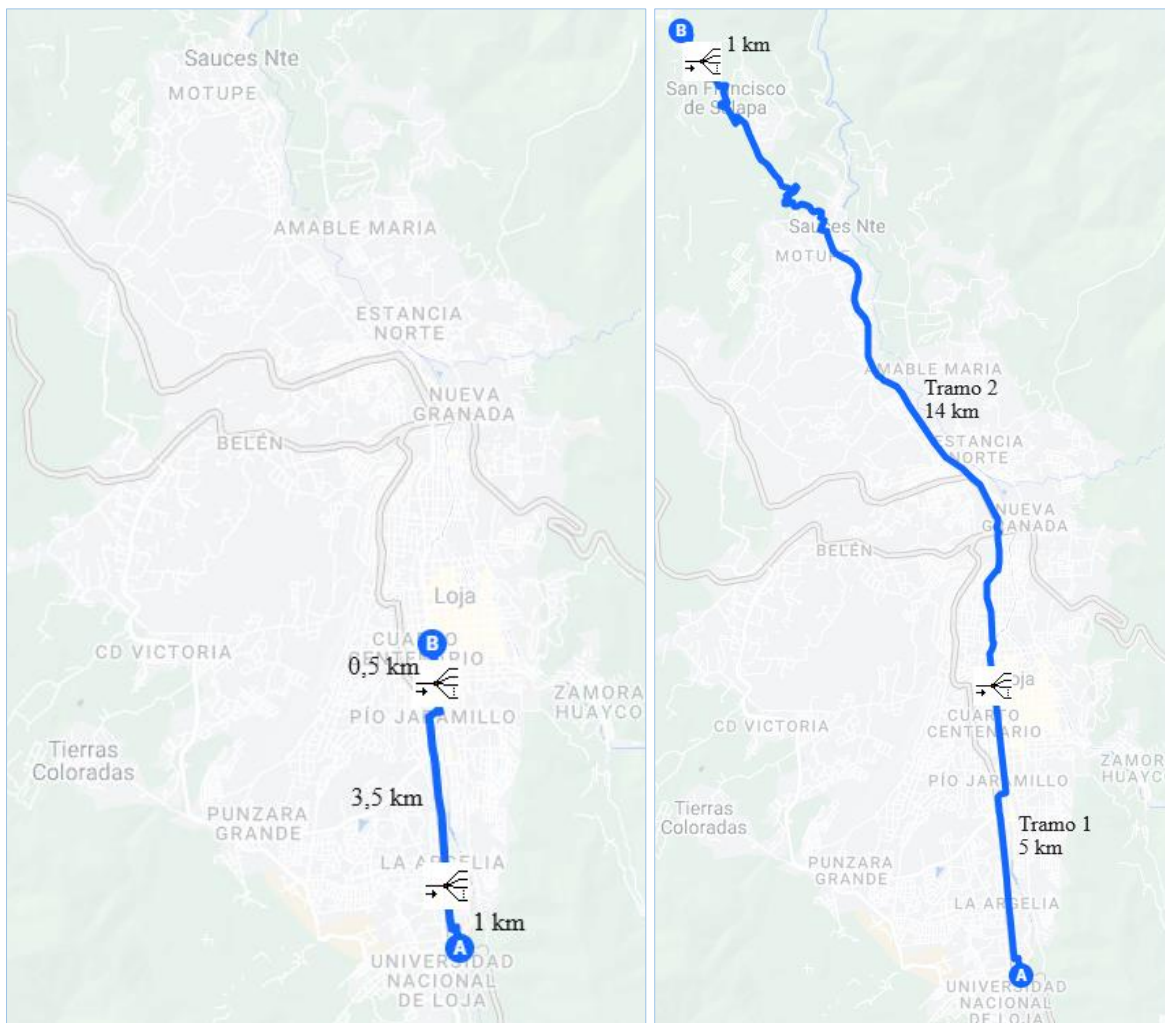 Sauces Nte
MOTUPE
AMABLE MARIA
ESTANCIA
NORTE
NUEVA
GRANADA
BELÉN
Loja
B
CUARTO
CENTENARIO
0,5 km
CD VICTORIA
ZAMORA
HUAYCO
PÍO JARAMILLO
Tierras
Coloradas
3,5 km
PUNZARA
GRANDE
LA ARGELIA
1 km
A
UNIVERSIDAD
NACIONAL
DE LOJA
B
1 km
San Francisco
de Salapa
Sauces Nte
MOTUPE
AMABLE MARIA
Tramo 2
14 km
ESTANCIA
NORTE
NUEVA
GRANADA
BELÉN
oja
CUARTO
CENTENARIO
CD VICTORIA
ZAMORA
HUAYC
PÍO JARAMILLO
Tierras
Coloradas
Tramo 1
5 km
PUNZARA
GRANDE
LA ARGELIA
A
UNIVERSIDAD
NACIONAL
DE LOJA